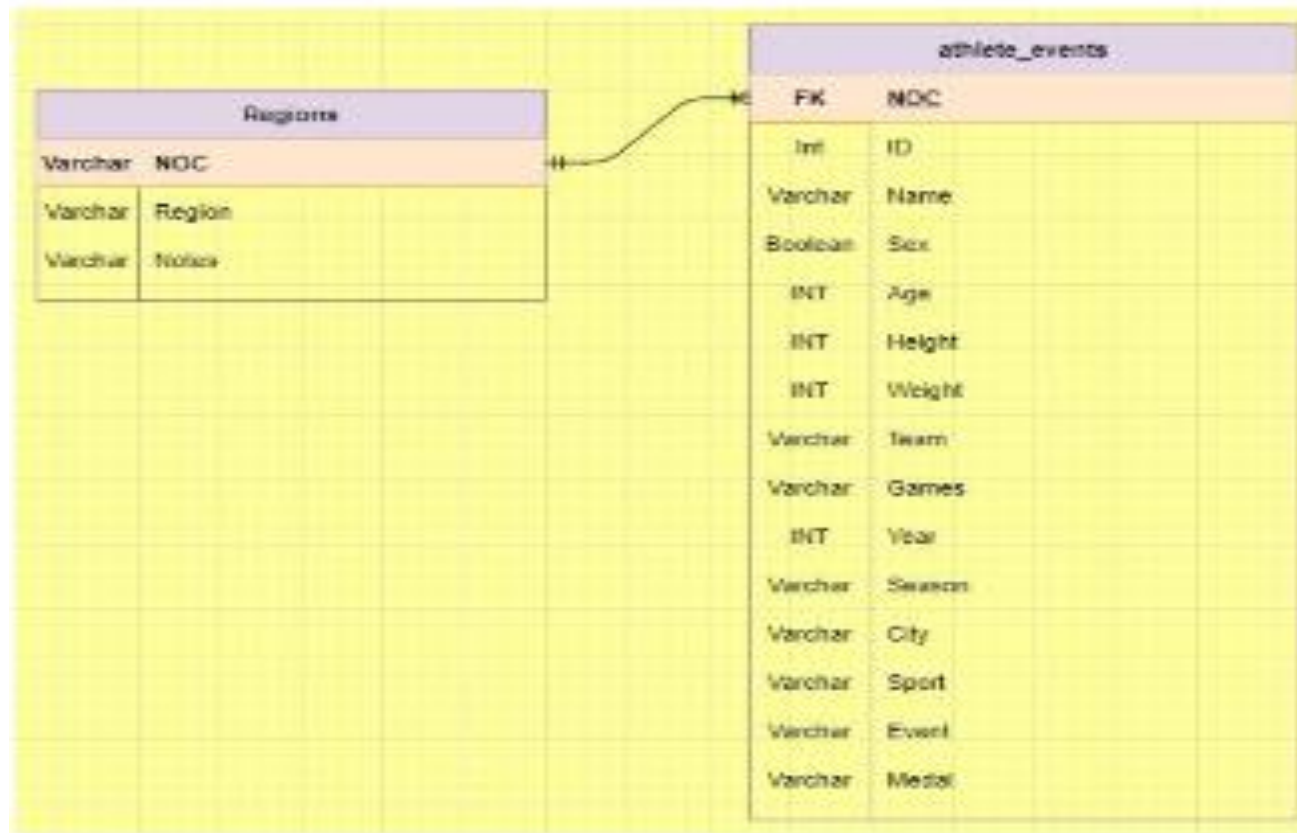 Regions
Varchar NOC
Varchar Region
Varchar Notes
athlete_events
FK NOC
Int ID
Varchar Name
Boolean Sex
INT Age
INT Height
INT Weight
Varchar Team
Varchar Games
INT Year
Varchar Season
Varchar City
Varchar Sport
Varchar Event
Varchar Medal